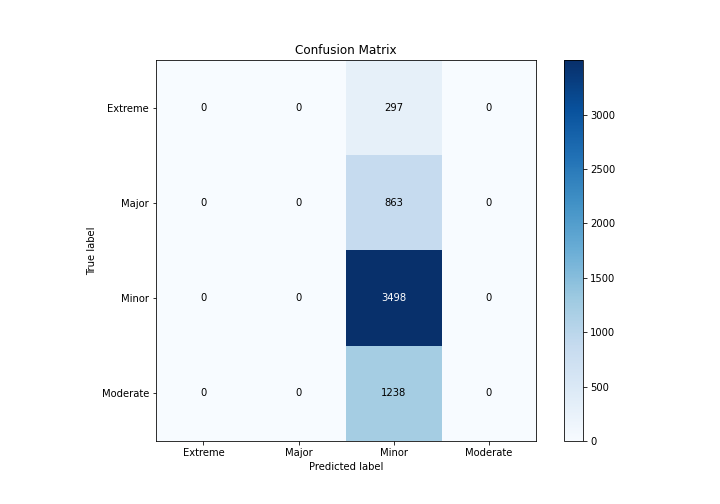 Confusion Matrix
Extreme 0 0 297 0
Major 0 0 863 0
Minor 0 0 3498 0
Moderate 0 0 1238 0
Extreme Major Minor Moderate
True label
Predicted label
3000
2500
2000
1500
1000
500
0